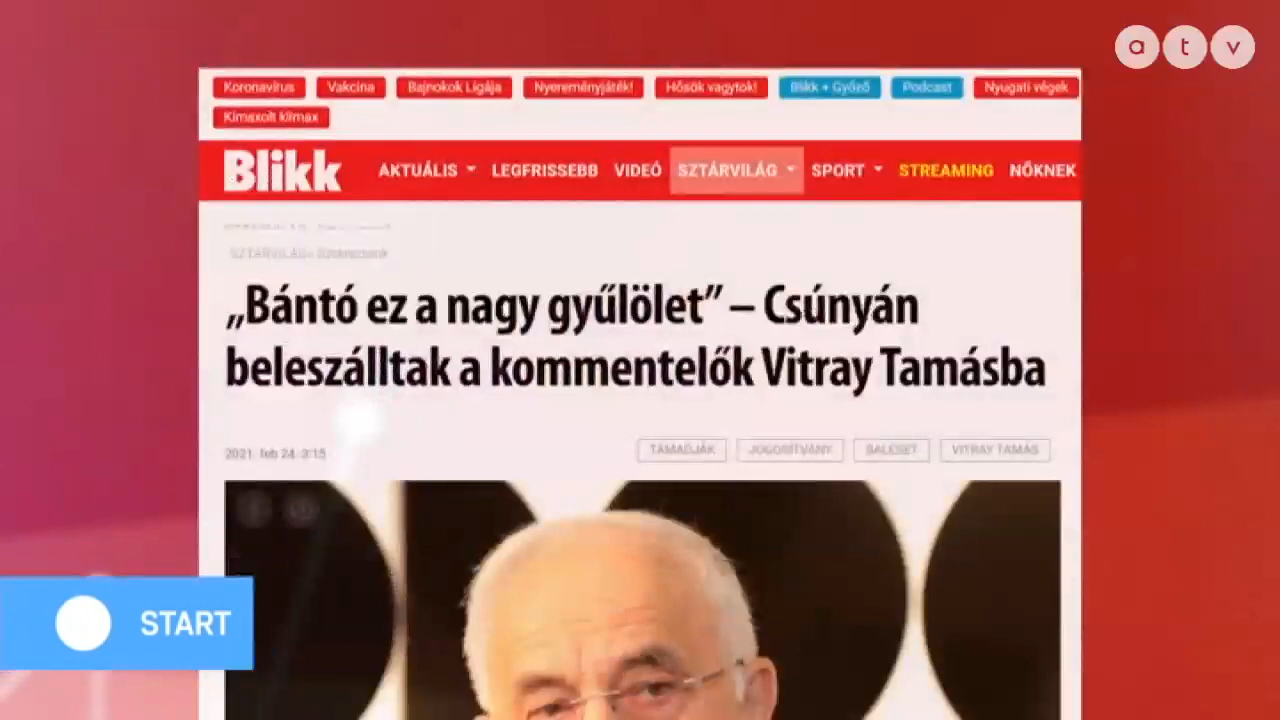 atv
Koronavírus Vakcina Bajnokok Ligája Nyereményjáték! Hősök vagytok! Blikk + Győző Podcast Nyugati végek
Kimaxolt klimax
Blikk AKTUÁLIS LEGFRISSEBB VIDEÓ SZTÁRVILÁG SPORT STREAMING NŐKNEK
„Bántó ez a nagy gyűlölet” – Csúnyán
beleszálltak a kommentelők Vitray Tamásba
2021. feb 24. 3:15 TÁMADJÁK JOGOSÍTVÁNY BALESET VITRAY TAMÁS
START